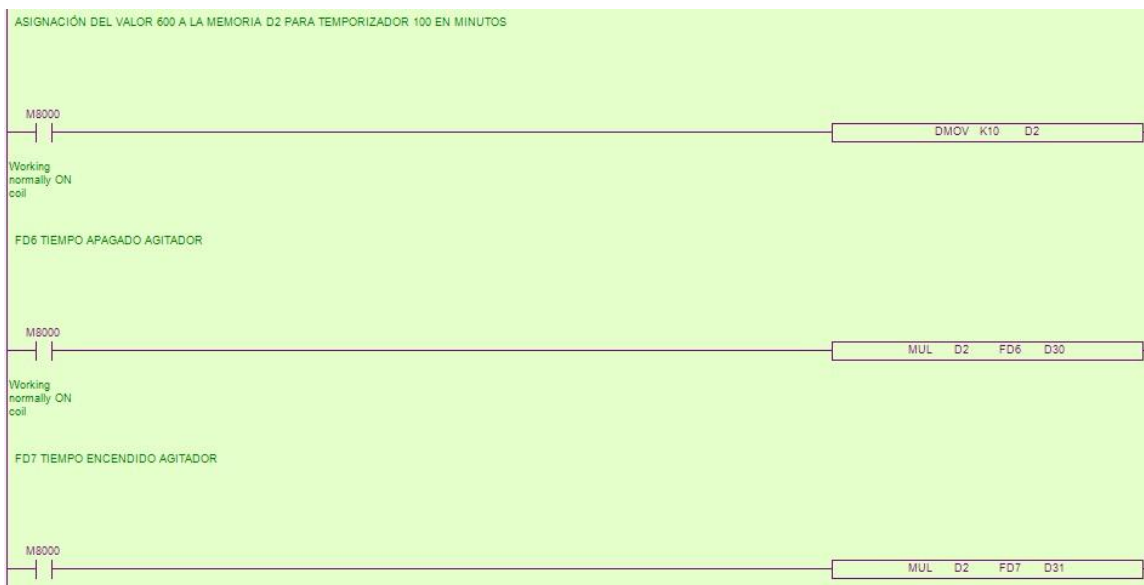 ASIGNACIÓN DEL VALOR 600 A LA MEMORIA D2 PARA TEMPORIZADOR 100 EN MINUTOS
M8000
DMOV K10 D2
Working
normally ON
coil
FD6 TIEMPO APAGADO AGITADOR
M8000
MUL D2 FD6 D30
Working
normally ON
coil
FD7 TIEMPO ENCENDIDO AGITADOR
M8000
MUL D2 FD7 D31